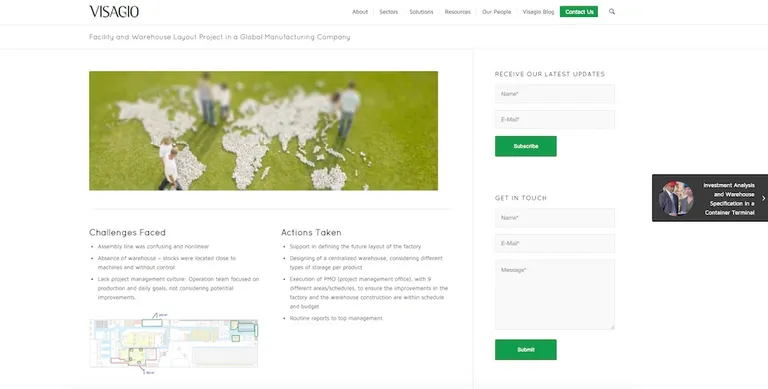 VISAGIO
About
Sectors
Solutions
Resources
Our People
Visagio Blog
Contact Us
Facility and Warehouse Layout Project in a Global Manufacturing Company
RECEIVE OUR LATEST UPDATES
Name*
E-Mail*
Subscribe
Investment Analysis
and Warehouse
Specification in a
Container Terminal
GET IN TOUCH
Name*
E-Mail*
Message*
Submit
Challenges Faced
Assembly line was confusing and nonlinear
Absence of warehouse – stocks were located close to
machines and without control
Lack project management culture: Operation team focused on
production and daily goals, not considering potential
improvements.
Actions Taken
Support in defining the future layout of the factory
Designing of a centralized warehouse, considering different
types of storage per product
Execution of PMO (project management office), with 9
different areas/schedules, to ensure the improvements in the
factory and the warehouse construction are within schedule
and budget
Routine reports to top management